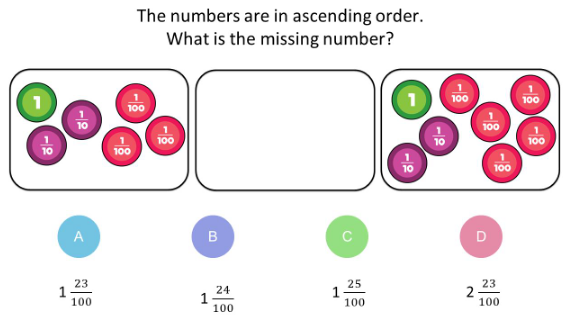 The numbers are in ascending order.
What is the missing number?
1 1/10 1/10 1/100 1/100 1/100
1 1/10 1/10 1/100 1/100 1/100 1/100 1/100
A B C D
1 23/100 1 24/100 1 25/100 2 23/100